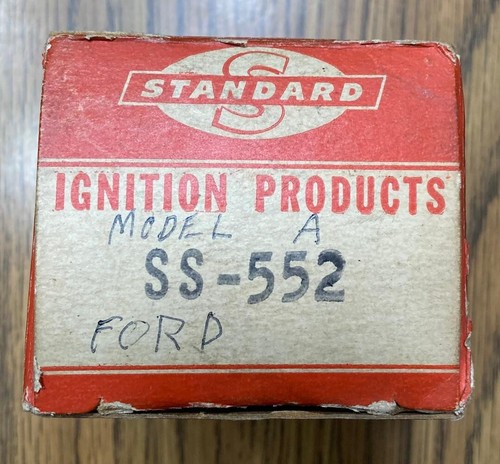 S
STANDARD
IGNITION PRODUCTS
MODEL A
SS-552
FORD